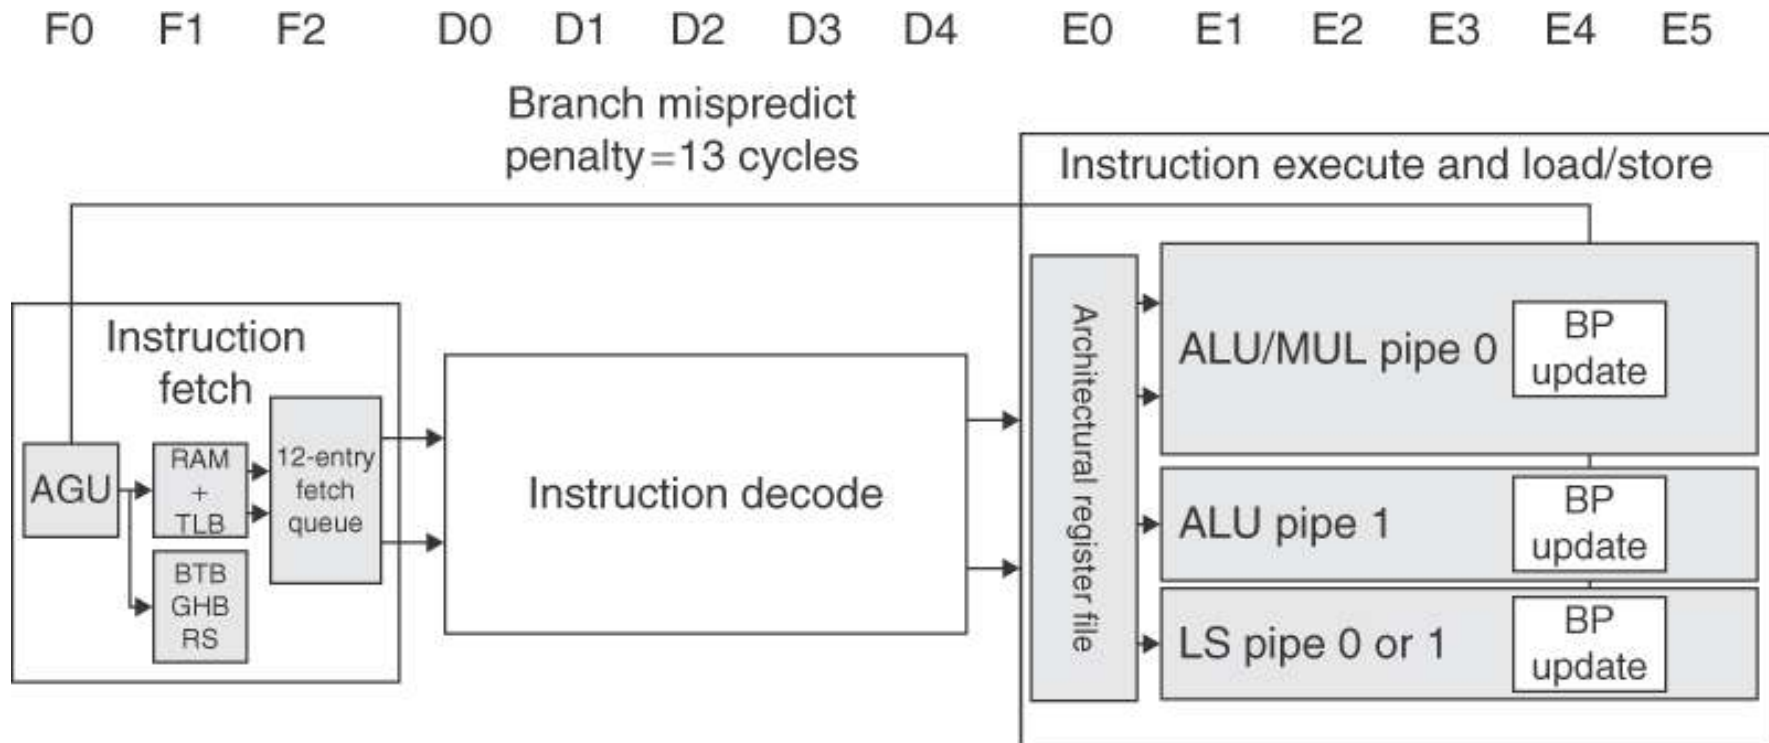 F0 F1 F2 D0 D1 D2 D3 D4 E0 E1 E2 E3 E4 E5
Branch mispredict
penalty=13 cycles
Instruction execute and load/store
Instruction
fetch
AGU
RAM
+
TLB
BTB
GHB
RS
12-entry
fetch
queue
Instruction decode
Architectural register file
ALU/MUL pipe 0
BP
update
ALU pipe 1
BP
update
LS pipe 0 or 1
BP
update